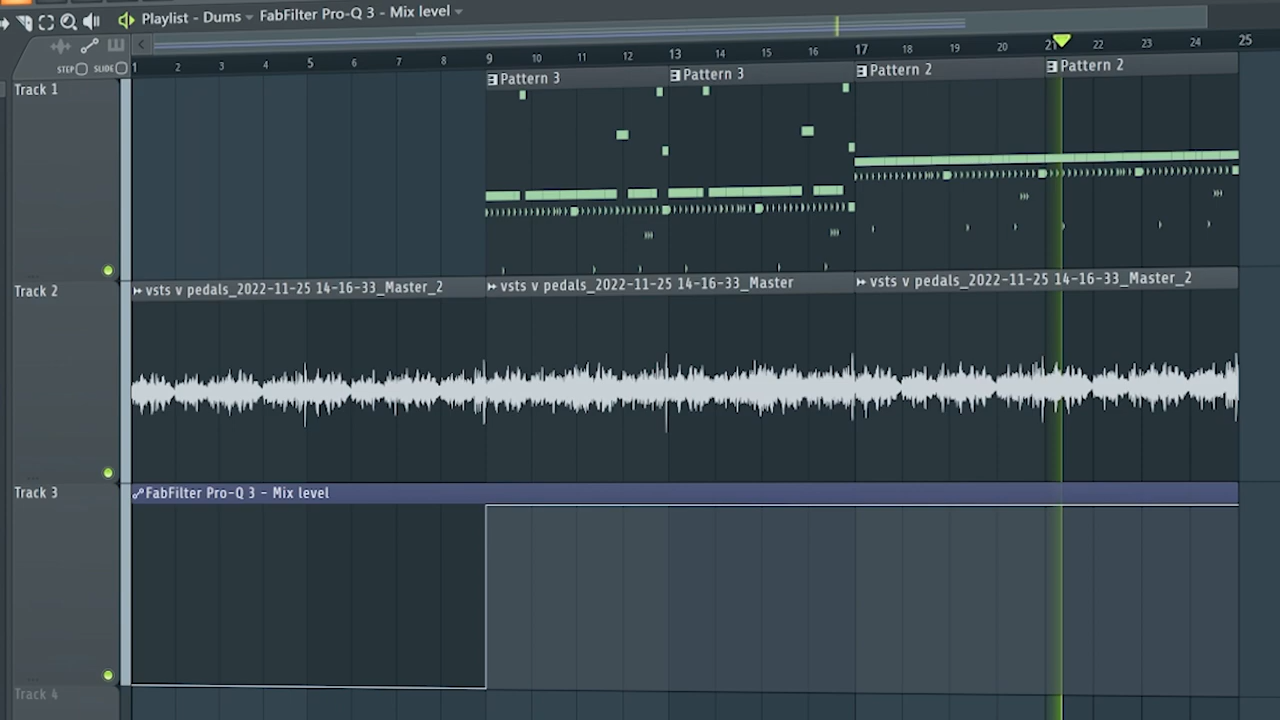 Playlist - Dums FabFilter Pro-Q 3 - Mix level
STEP SLIDE 1 2 3 4 5 6 7 8 9 10 11 12 13 14 15 16 17 18 19 20 21 22 23 24 25
Track 1 Pattern 3 Pattern 3 Pattern 2 Pattern 2
Track 2 vsts v pedals_2022-11-25 14-16-33_Master_2 vsts v pedals_2022-11-25 14-16-33_Master vsts v pedals_2022-11-25 14-16-33_Master_2
Track 3 FabFilter Pro-Q 3 - Mix level
Track 4